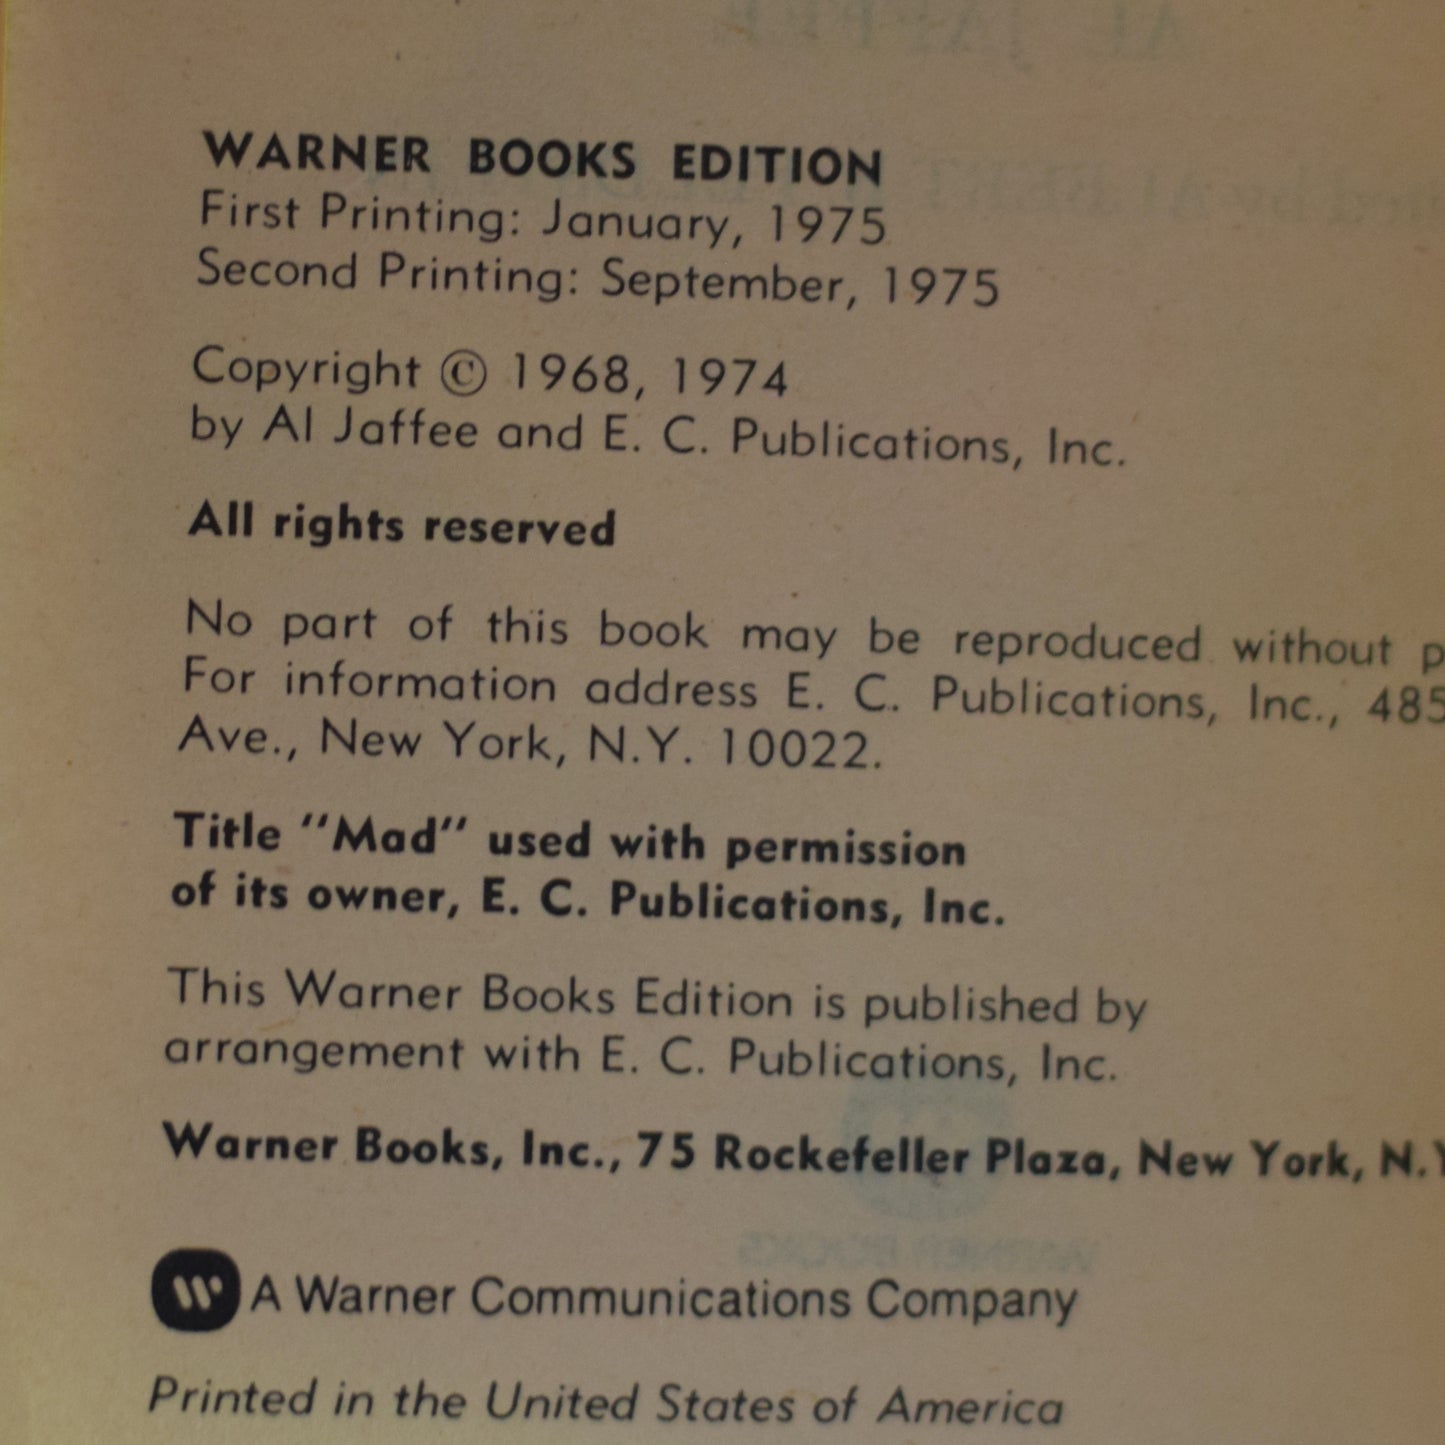 WARNER BOOKS EDITION
First Printing: January, 1975
Second Printing: September, 1975
Copyright © 1968, 1974
by Al Jaffee and E. C. Publications, Inc.
All rights reserved
No part of this book may be reproduced without
For information address E. C. Publications, Inc., 485
Ave., New York, N.Y. 10022.
Title "Mad" used with permission
of its owner, E. C. Publications, Inc.
This Warner Books Edition is published by
arrangement with E. C. Publications, Inc.
Warner Books, Inc., 75 Rockefeller Plaza, New York, N.Y
A Warner Communications Company
Printed in the United States of America